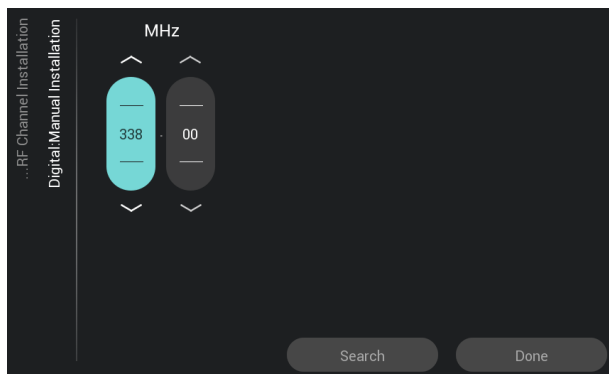 ...RF Channel Installation
Digital:Manual Installation
MHz
338 . 00
Search
Done